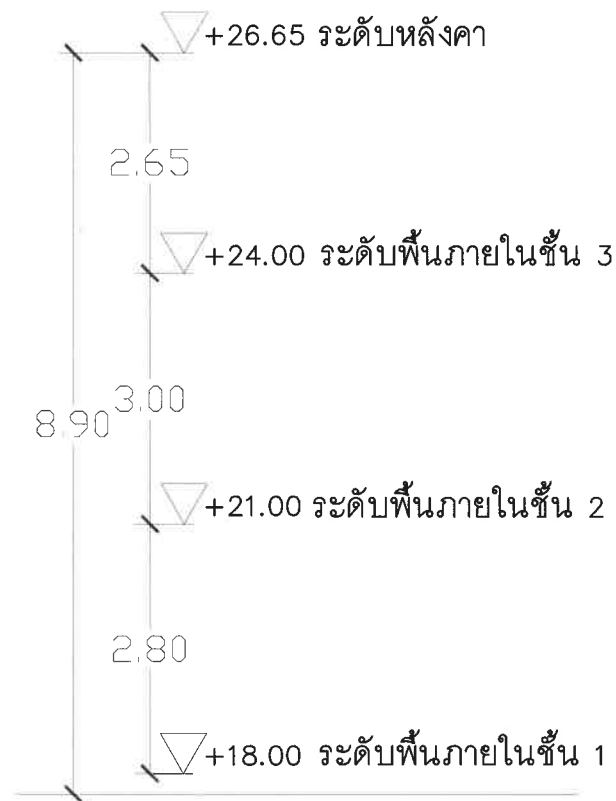 +26.65 ระดับหลังคา
2.65
+24.00 ระดับพื้นภายในชั้น 3
3.00
8.90
+21.00 ระดับพื้นภายในชั้น 2
2.80
+18.00 ระดับพื้นภายในชั้น 1